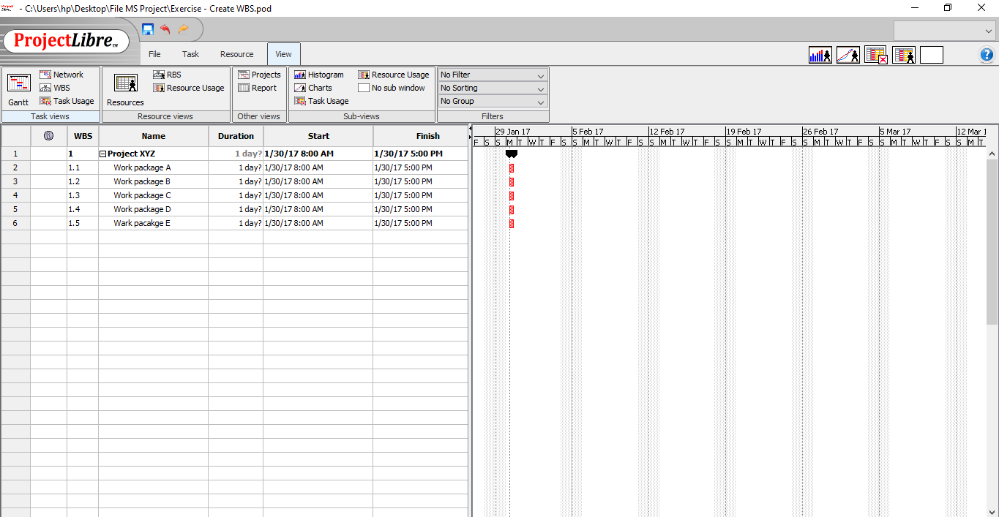 - C:\Users\hp\Desktop\File MS Project\Exercise - Create WBS.pod
ProjectLibre™
File Task Resource View
Network
WBS
Gantt Task Usage
Task views
RBS
Resource Usage
Resources
Resource views
Projects
Report
Other views
Histogram Resource Usage
Charts No sub window
Task Usage
Sub-views
No Filter
No Sorting
No Group
Filters
WBS Name Duration Start Finish
1 1 Project XYZ 1 day? 1/30/17 8:00 AM 1/30/17 5:00 PM
2 1.1 Work package A 1 day? 1/30/17 8:00 AM 1/30/17 5:00 PM
3 1.2 Work package B 1 day? 1/30/17 8:00 AM 1/30/17 5:00 PM
4 1.3 Work package C 1 day? 1/30/17 8:00 AM 1/30/17 5:00 PM
5 1.4 Work package D 1 day? 1/30/17 8:00 AM 1/30/17 5:00 PM
6 1.5 Wark pacakge E 1 day? 1/30/17 8:00 AM 1/30/17 5:00 PM
29 Jan 17 5 Feb 17 12 Feb 17 19 Feb 17 26 Feb 17 5 Mar 17 12 Mar 1
F S S M T W T F S S M T W T F S S M T W T F S S M T W T F S S M T W T F S S M T W T F S S M T